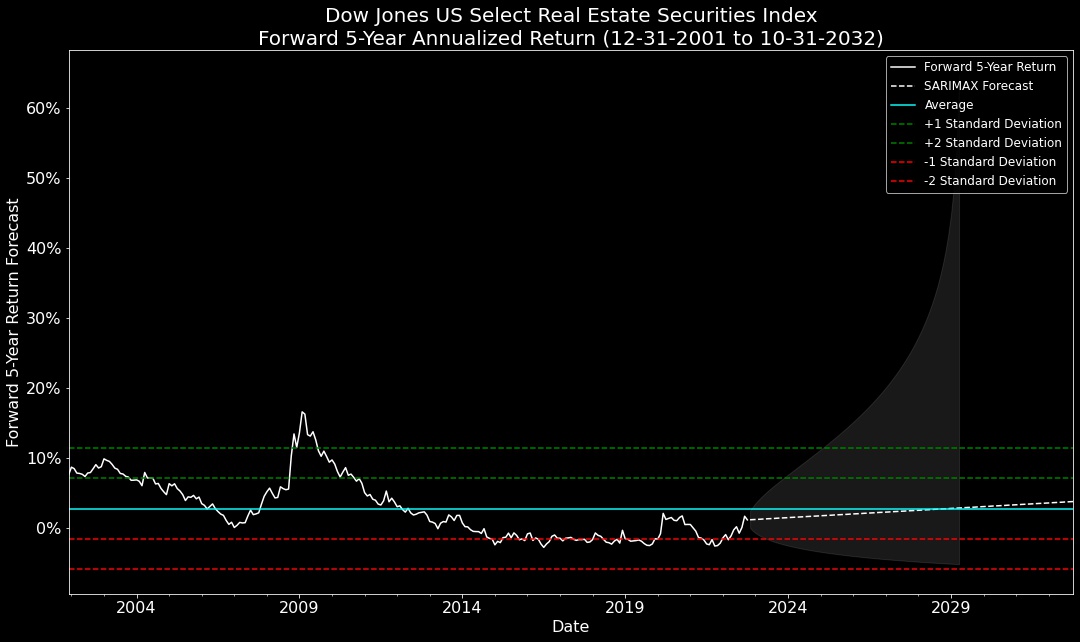 Dow Jones US Select Real Estate Securities Index
Forward 5-Year Annualized Return (12-31-2001 to 10-31-2032)
Forward 5-Year Return
SARIMAX Forecast
Average
+1 Standard Deviation
+2 Standard Deviation
-1 Standard Deviation
-2 Standard Deviation
Forward 5-Year Return Forecast
60%
50%
40%
30%
20%
10%
0%
2004 2009 2014 2019 2024 2029
Date